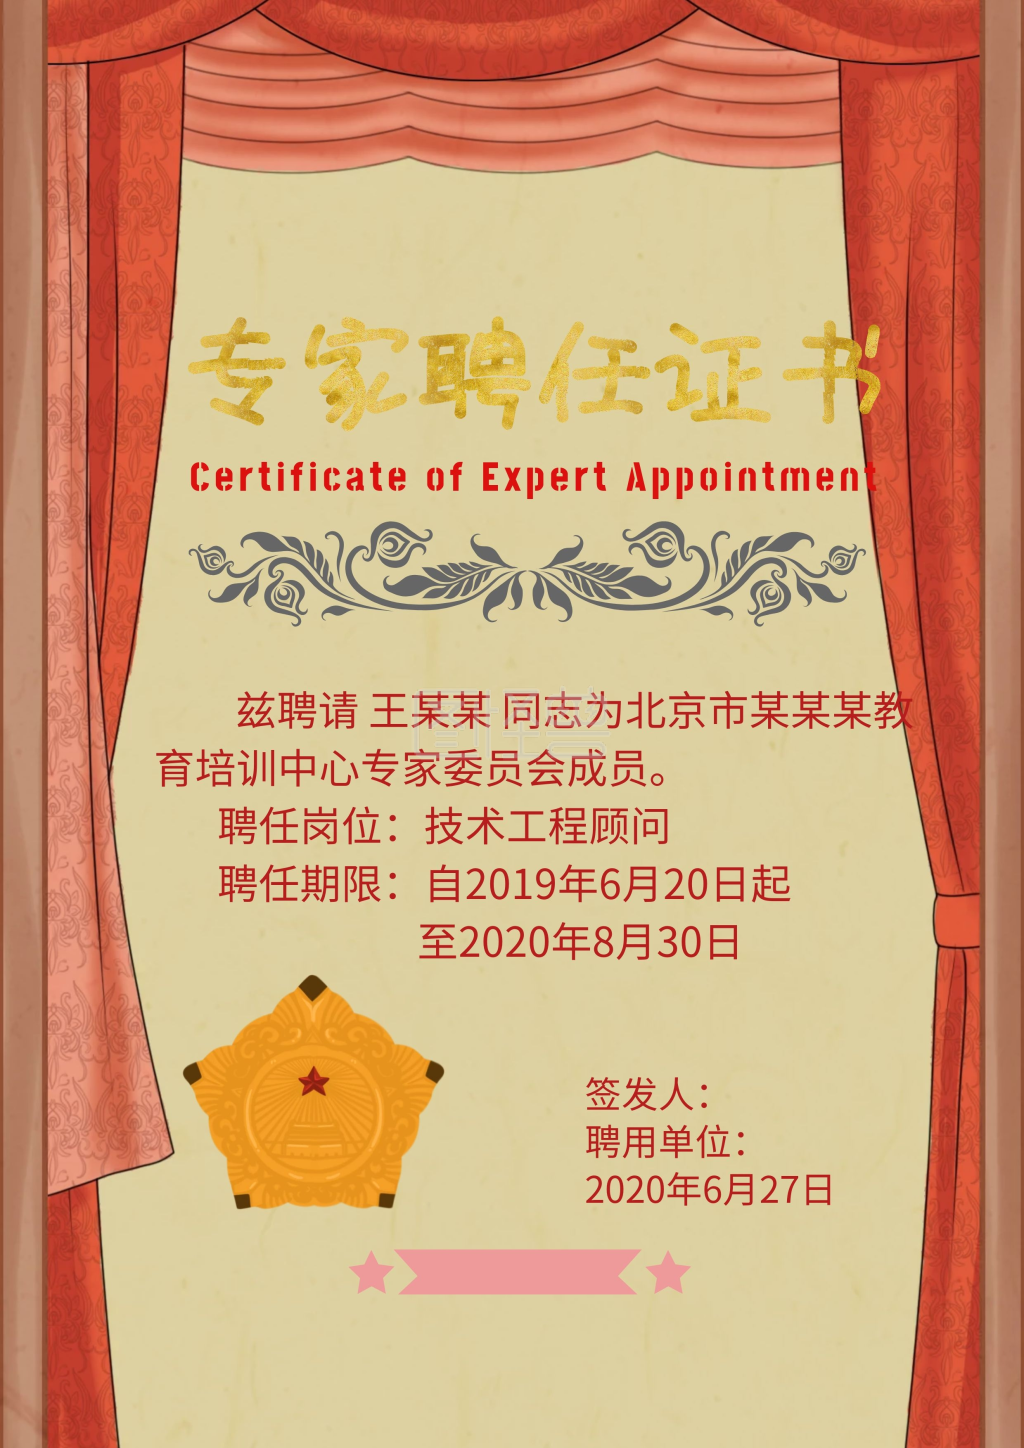 专家聘任证书
Certificate of Expert Appointment
兹聘请 王某某 同志为北京市某某某教
育培训中心专家委员会成员。
聘任岗位：技术工程顾问
聘任期限：自2019年6月20日起
至2020年8月30日
签发人：
聘用单位：
2020年6月27日